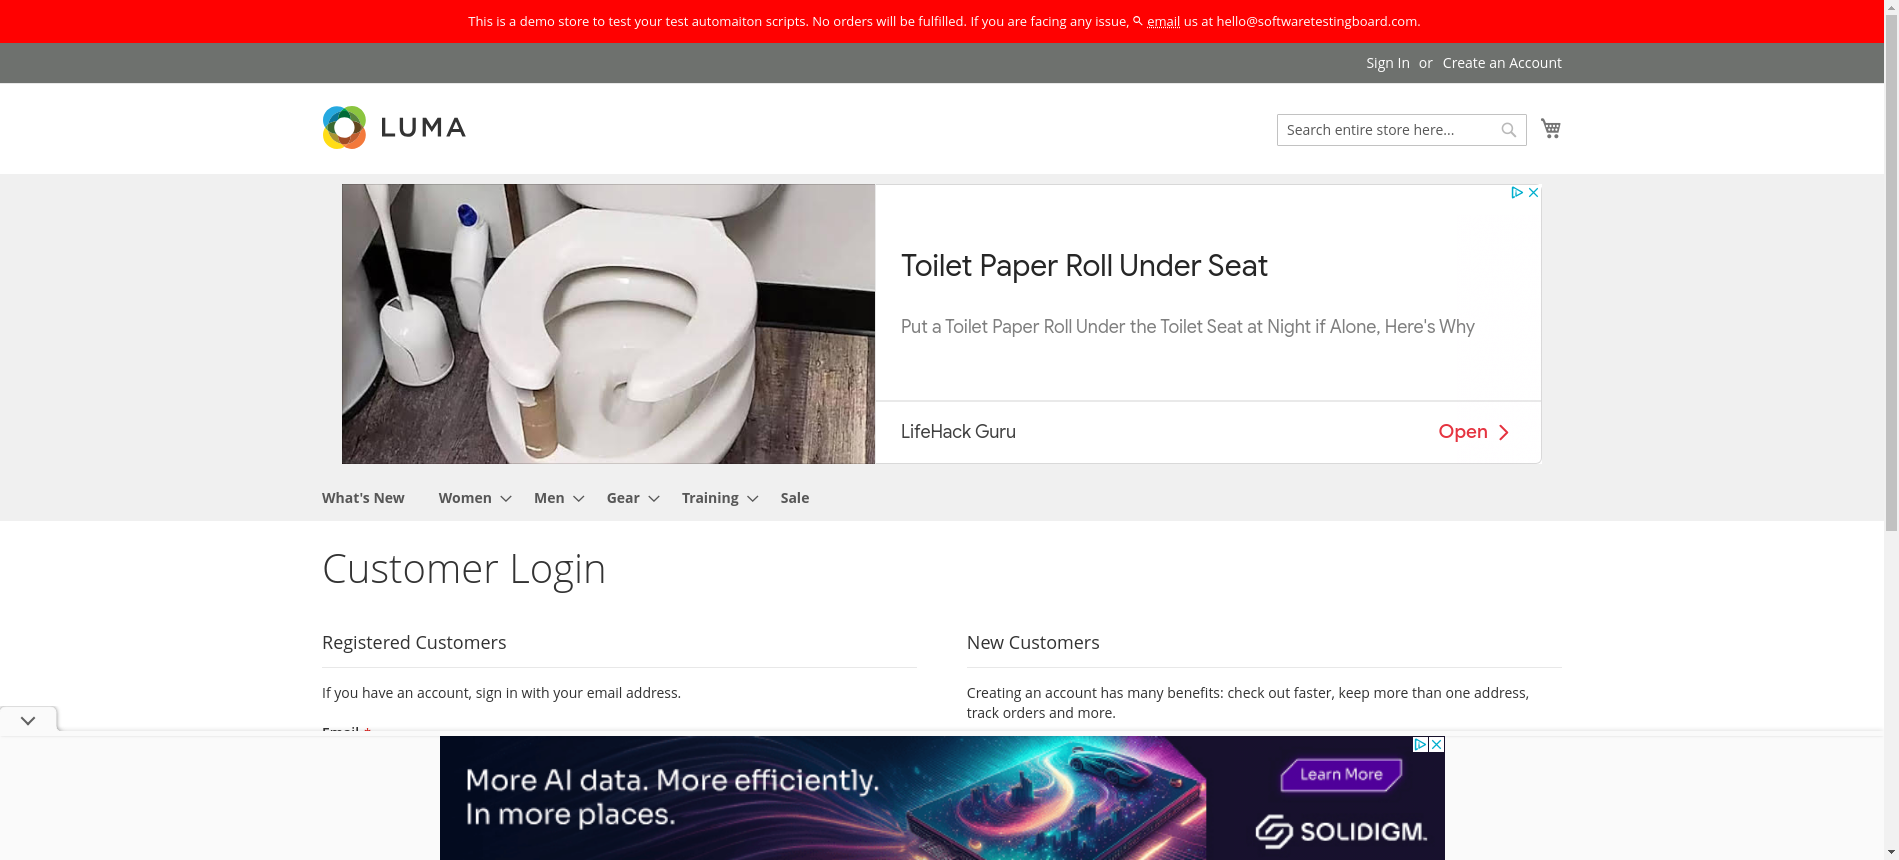 This is a demo store to test your test automaiton scripts. No orders will be fulfilled. If you are facing any issue, email us at hello@softwaretestingboard.com.
Sign In or Create an Account
LUMA
Search entire store here...
Toilet Paper Roll Under Seat
Put a Toilet Paper Roll Under the Toilet Seat at Night if Alone, Here's Why
LifeHack Guru
Open
What's New Women Men Gear Training Sale
Customer Login
Registered Customers
If you have an account, sign in with your email address.
Email *
New Customers
Creating an account has many benefits: check out faster, keep more than one address,
track orders and more.
More AI data. More efficiently.
In more places.
Learn More
SOLIDIGM.